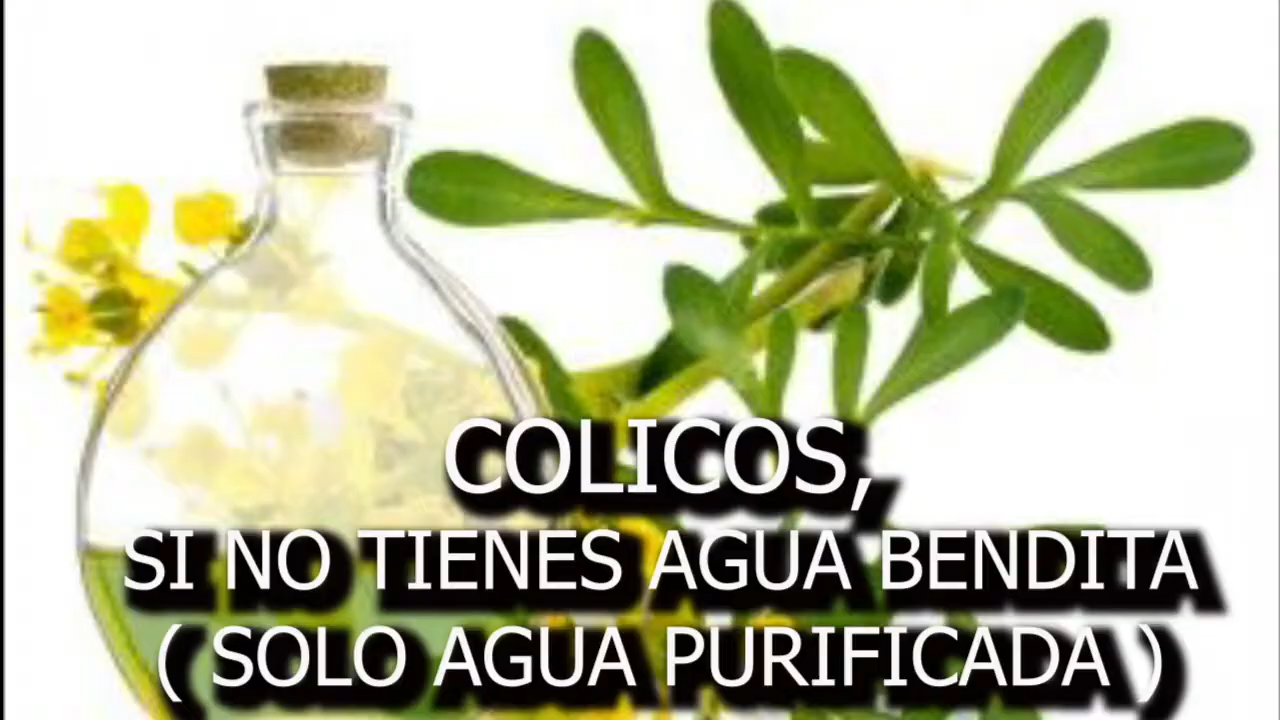 COLICOS,
SI NO TIENES AGUA BENDITA
( SOLO AGUA PURIFICADA )